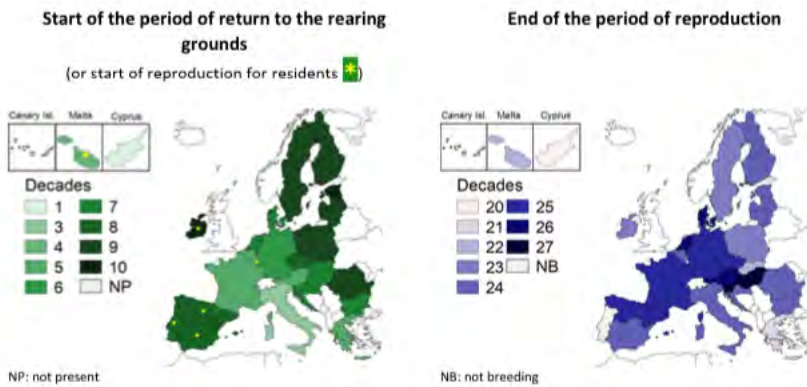 Start of the period of return to the rearing
grounds
(or start of reproduction for residents *)
Canary Isl. Malta Cyprus
Decades
1 7
3 8
4 9
5 10
6 NP
NP: not present
End of the period of reproduction
Canary Isl. Malta Cyprus
Decades
20 25
21 26
22 27
23 NB
24
NB: not breeding